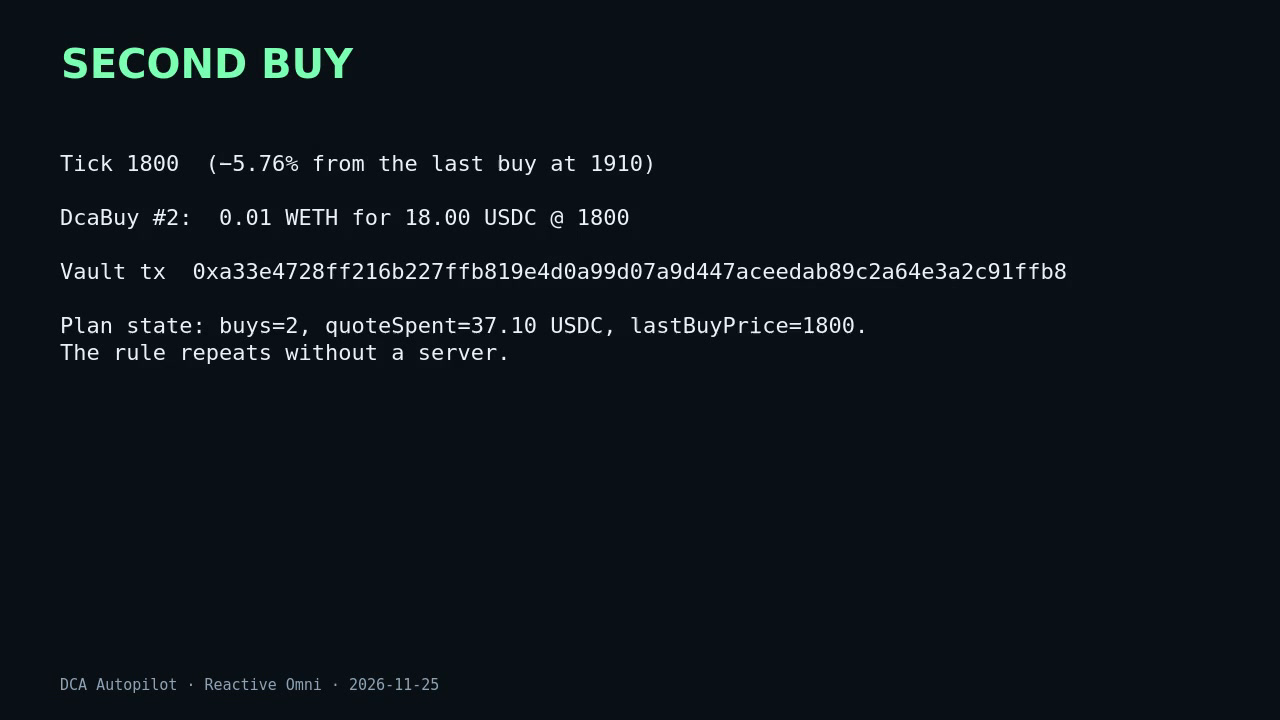 SECOND BUY
Tick 1800  (−5.76% from the last buy at 1910)
DcaBuy #2:  0.01 WETH for 18.00 USDC @ 1800
Vault tx  0xa33e4728ff216b227ffb819e4d0a99d07a9d447aceedab89c2a64e3a2c91ffb8
Plan state: buys=2, quoteSpent=37.10 USDC, lastBuyPrice=1800.
The rule repeats without a server.
DCA Autopilot · Reactive Omni · 2026-11-25